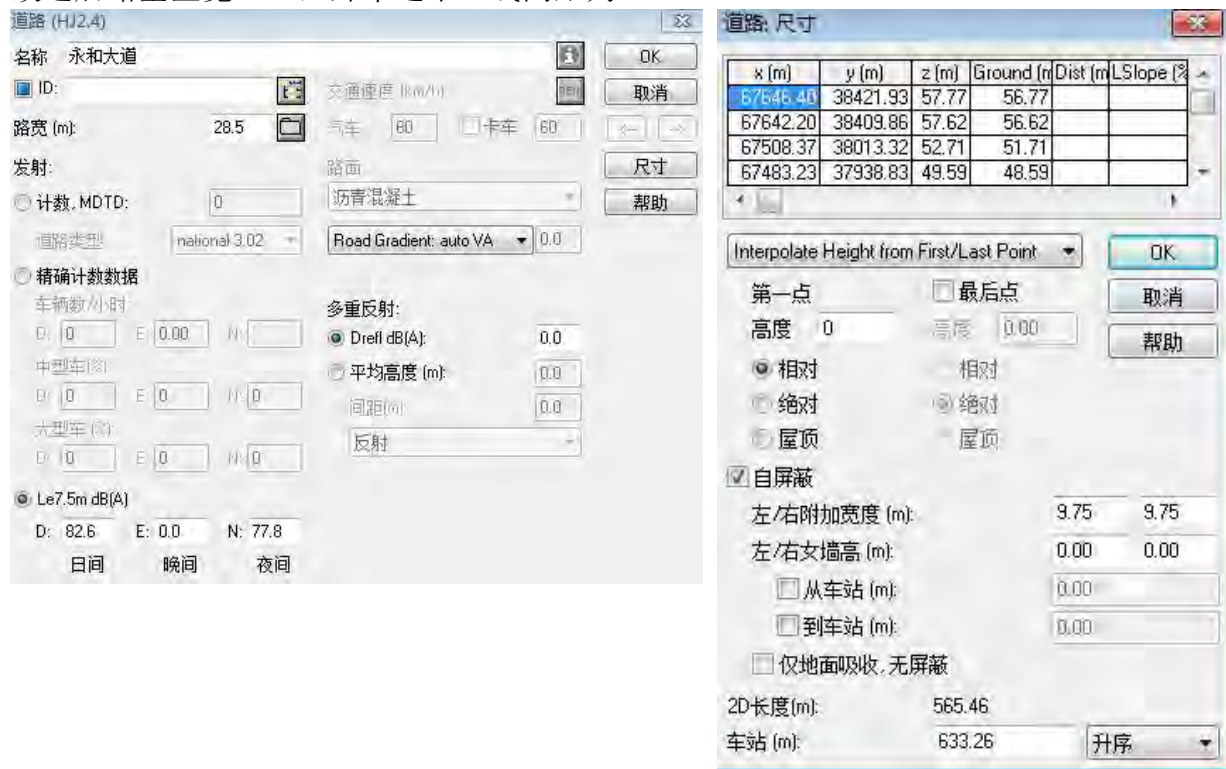 道路 (HJ2.4)
名称 永和大道
OK
ID:
交通速度 (km/h)
取消
路宽 (m): 28.5
汽车 60 卡车 60
发射:
路面
尺寸
计数, MDTD: 0
沥青混凝土
帮助
道路类型 national 3.02
Road Gradient: auto VA 0.0
精确计数数据
车辆数/小时
多重反射:
D: 0 E: 0.00 N:
Drefl dB(A): 0.0
中型车(%)
平均高度 (m): 0.0
D: 0 E: 0 N: 0
间距(m) 0.0
大型车 (%)
反射
D: 0 E: 0 N: 0
Le7.5m dB(A)
D: 82.6 E: 0.0 N: 77.8
日间 晚间 夜间
道路: 尺寸
x (m) y (m) z (m) Ground (m Dist (m LSlope (%
67646.40 38421.93 57.77 56.77
67642.20 38409.86 57.62 56.62
67508.37 38013.32 52.71 51.71
67483.23 37938.83 49.59 48.59
Interpolate Height from First/Last Point
OK
第一点 最后点
取消
高度 0 高度 0.00
帮助
相对 相对
绝对 绝对
屋顶 屋顶
自屏蔽
左/右附加宽度 (m): 9.75 9.75
左/右女墙高 (m): 0.00 0.00
从车站 (m): 0.00
到车站 (m): 0.00
仅地面吸收, 无屏蔽
2D长度(m): 565.46
车站 (m): 633.26 升序